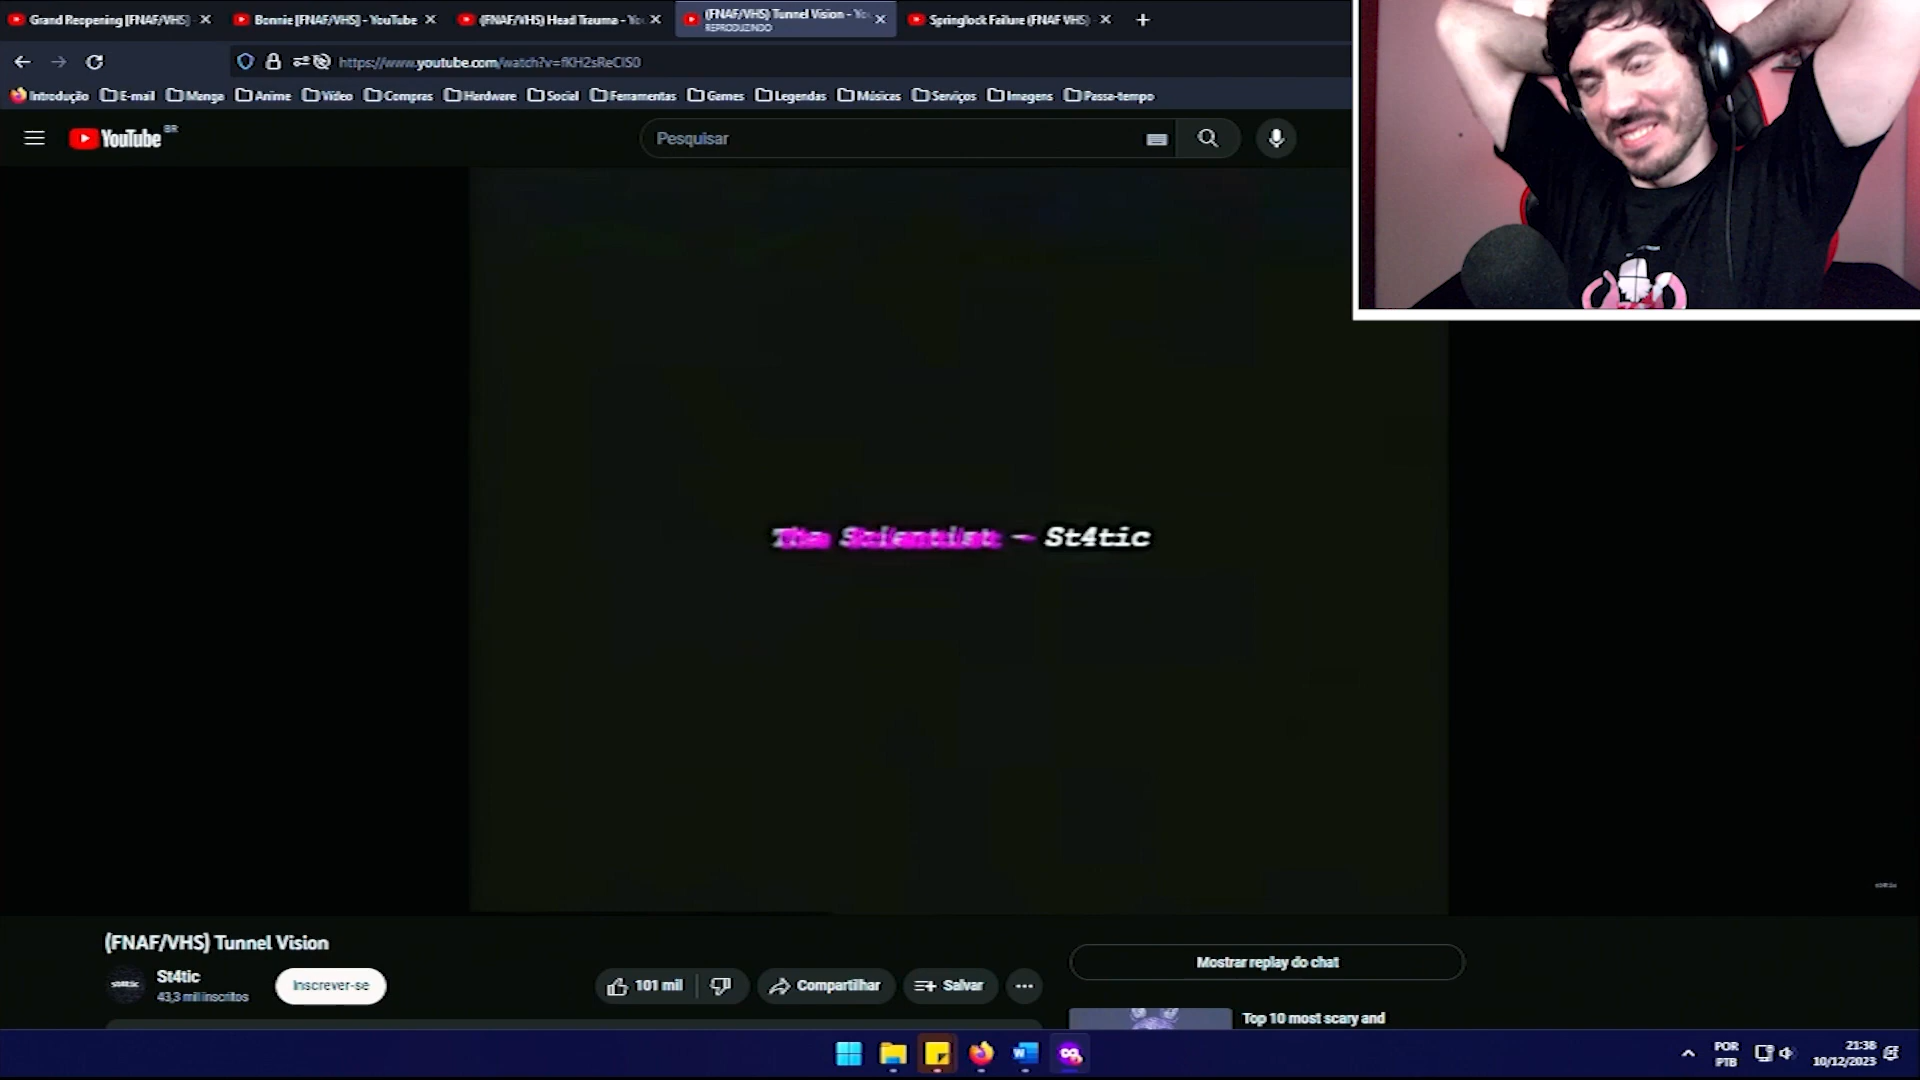 Grand Reopening [FNAF/VHS]
Bonnie [FNAF/VHS] - YouTube
(FNAF/VHS) Head Trauma - Yo
(FNAF/VHS) Tunnel Vision - Yo
REPRODUZINDO
Springlock Failure (FNAF VHS)
https://www.youtube.com/watch?v=fKH2sReCIS0
Introdução E-mail Manga Anime Vídeo Compras Hardware Social Ferramentas Games Legendas Músicas Serviços Imagens Passa-tempo
YouTube BR
Pesquisar
The Scientist - St4tic
(FNAF/VHS) Tunnel Vision
St4tic
43,3 mil inscritos
Inscrever-se
101 mil
Compartilhar
Salvar
Mostrar replay do chat
Top 10 most scary and
POR
PTB
21:38
10/12/2023